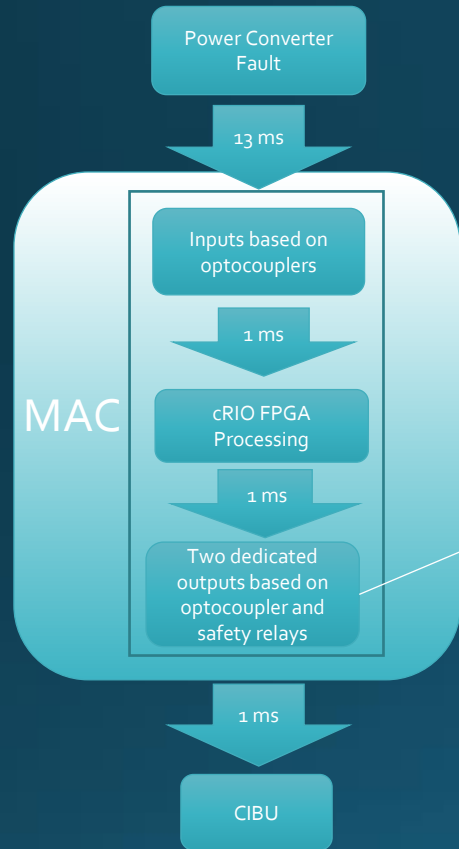 Power Converter
Fault
13 ms
Inputs based on
optocouplers
1 ms
MAC
cRIO FPGA
Processing
1 ms
Two dedicated
outputs based on
optocoupler and
safety relays
1 ms
CIBU